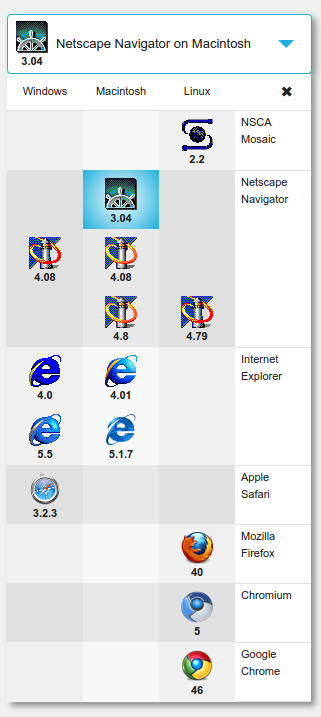 Netscape Navigator on Macintosh
3.04
Windows Macintosh Linux ✖
NSCA
Mosaic
2.2
Netscape
Navigator
3.04
4.08 4.08
4.8 4.79
Internet
Explorer
4.0 4.01
5.5 5.1.7
Apple
Safari
3.2.3
Mozilla
Firefox
40
Chromium
5
Google
Chrome
46